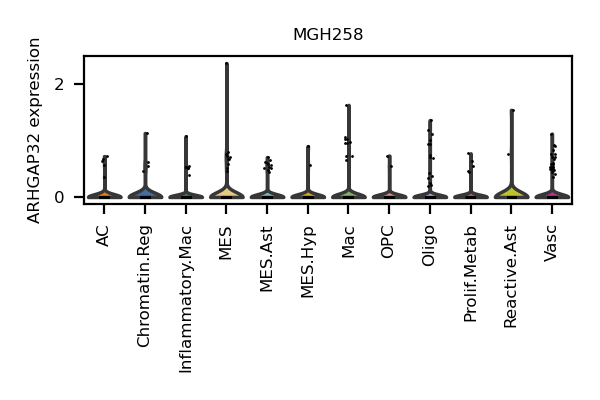 MGH258
ARHGAP32 expression
2
0
AC
Chromatin.Reg
Inflammatory.Mac
MES
MES.Ast
MES.Hyp
Mac
OPC
Oligo
Prolif.Metab
Reactive.Ast
Vasc